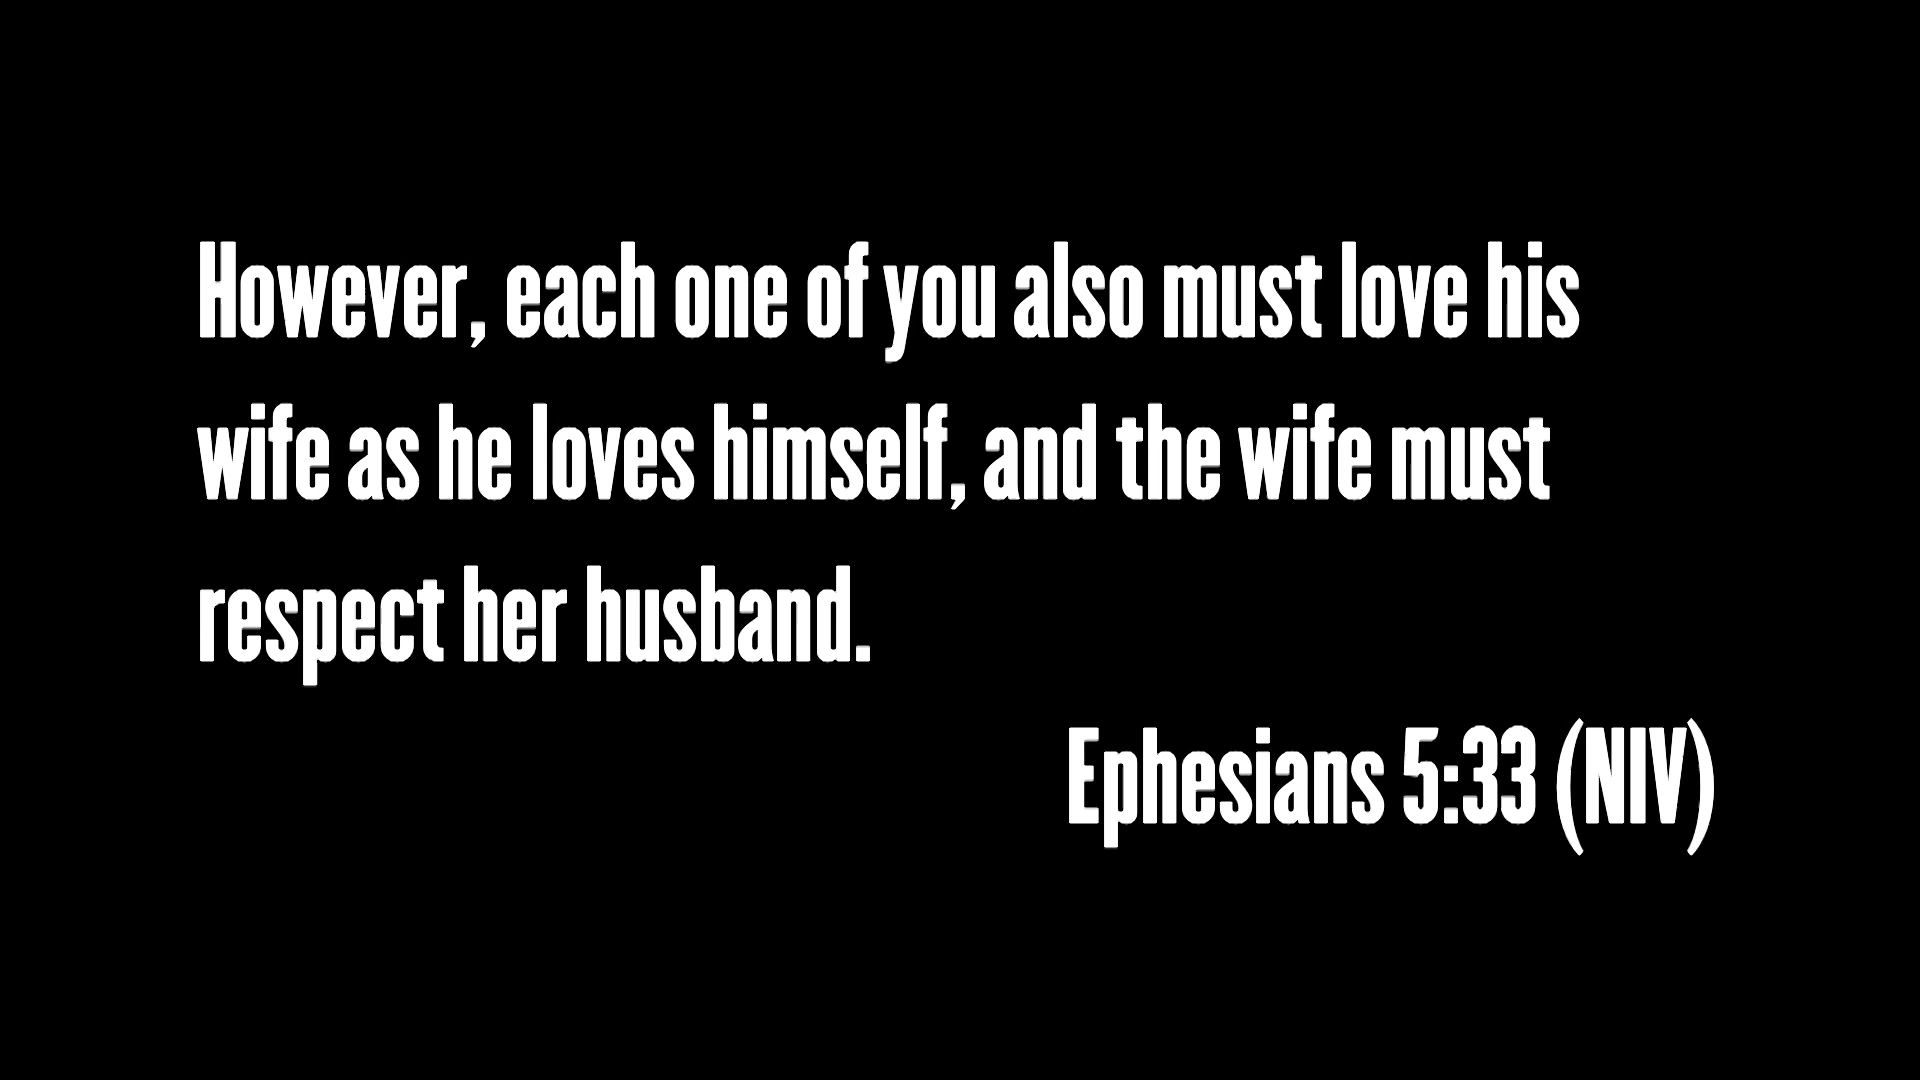 However, each one of you also must love his
wife as he loves himself, and the wife must
respect her husband.
Ephesians 5:33 (NIV)